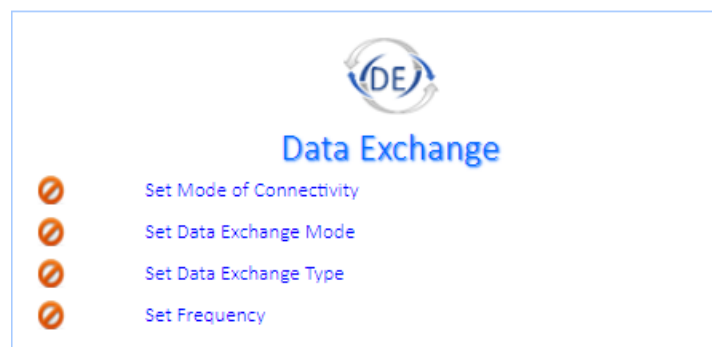 DE
Data Exchange
Set Mode of Connectivity
Set Data Exchange Mode
Set Data Exchange Type
Set Frequency